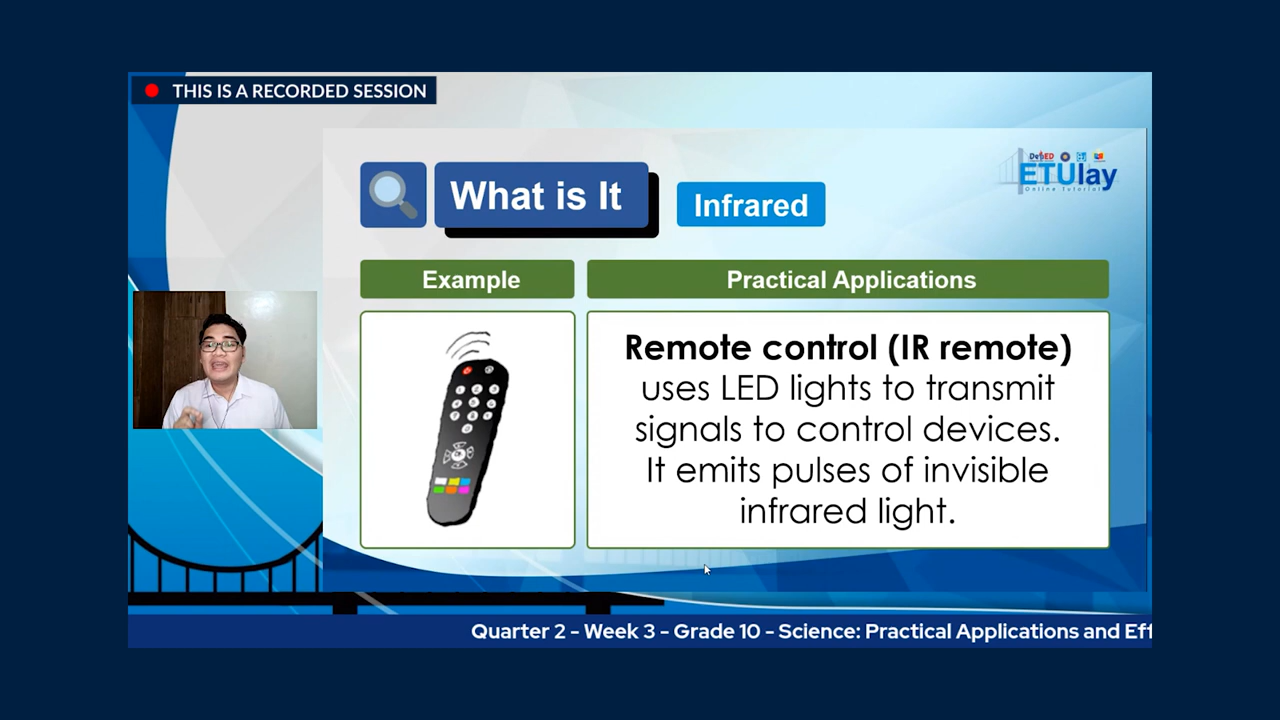 THIS IS A RECORDED SESSION
DepED
ETUlay
Online Tutorial
What is It
Infrared
Example
Practical Applications
Remote control (IR remote)
uses LED lights to transmit
signals to control devices.
It emits pulses of invisible
infrared light.
Quarter 2 - Week 3 - Grade 10 - Science: Practical Applications and Eff